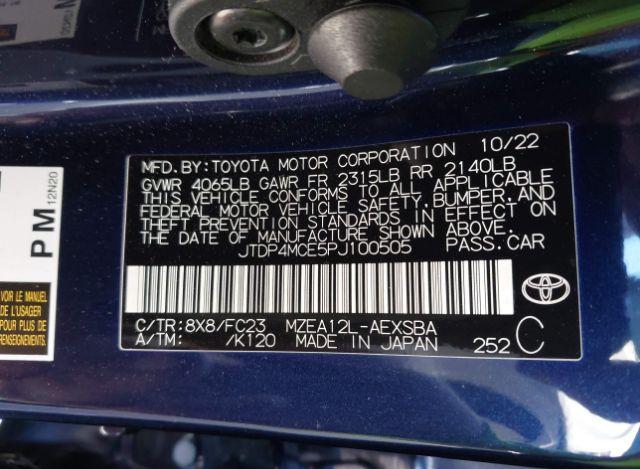 10/22
MFD.BY:TOYOTA MOTOR CORPORATION
GVWR 4065LB GAWR FR 2315LB RR 2140LB
THIS VEHICLE CONFORMS TO ALL APPLICABLE
FEDERAL MOTOR VEHICLE SAFETY, BUMPER, AND
THEFT PREVENTION STANDARDS IN EFFECT ON
THE DATE OF MANUFACTURE SHOWN ABOVE.
JTDP4MCE5PJ100505 PASS.CAR
C/TR:8X8/FC23 MZEA12L-AEXSBA
A/TM: /K120 MADE IN JAPAN 252 C
PM
12N20
VOIR LE MANUEL
DE L'USAGER
RENSEIGNEMENTS.